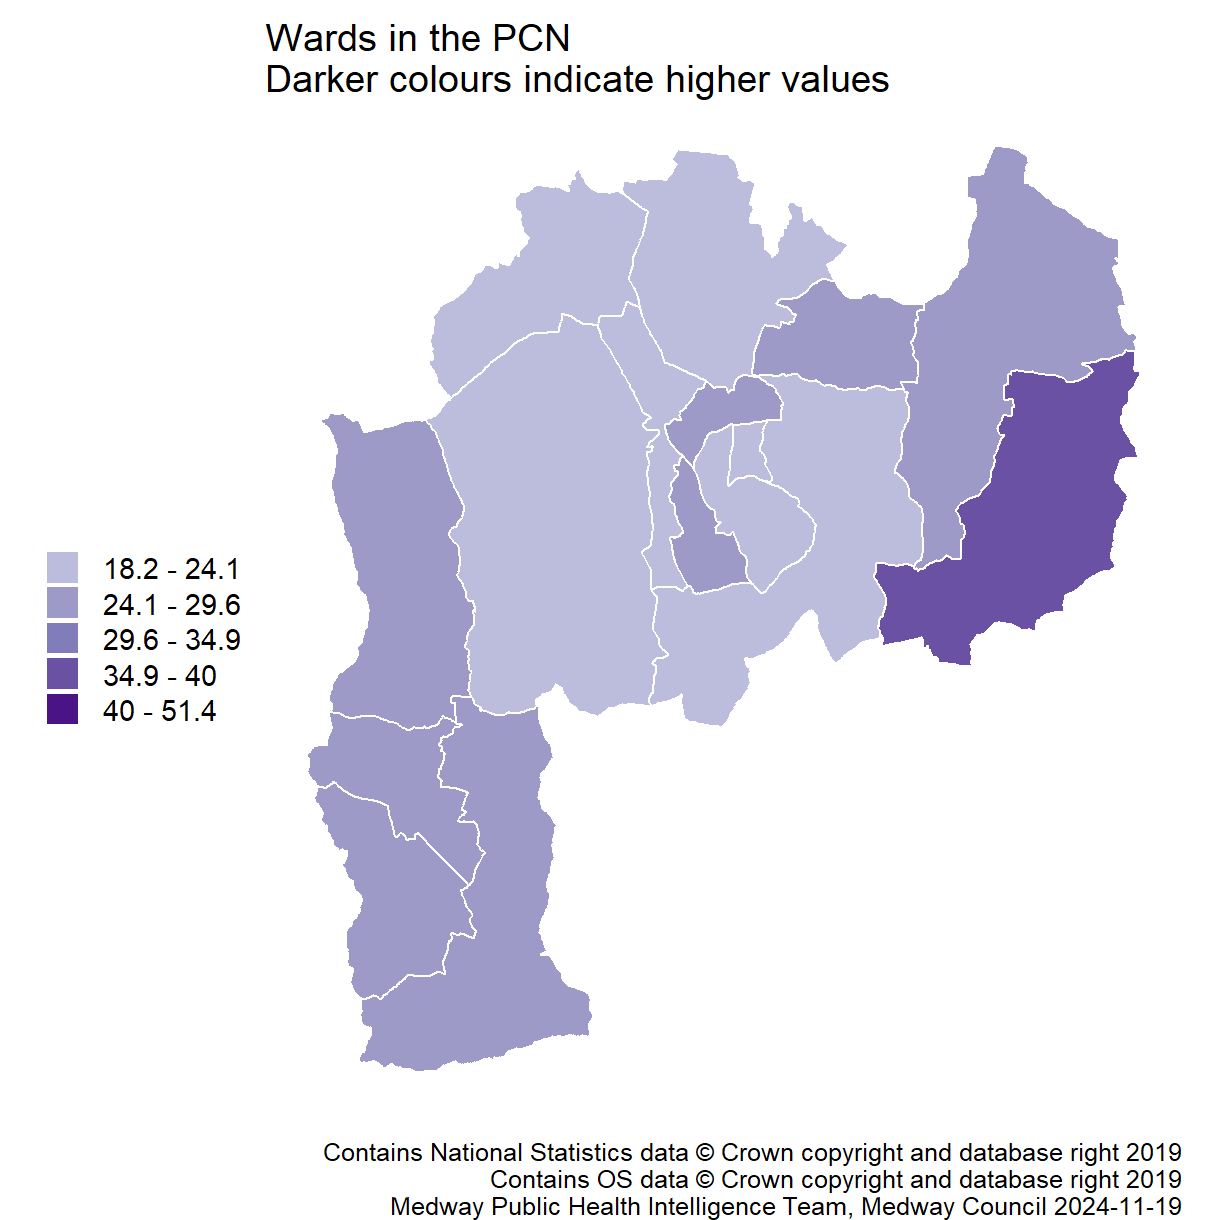 Wards in the PCN
Darker colours indicate higher values
18.2 - 24.1
24.1 - 29.6
29.6 - 34.9
34.9 - 40
40 - 51.4
Contains National Statistics data © Crown copyright and database right 2019
Contains OS data © Crown copyright and database right 2019
Medway Public Health Intelligence Team, Medway Council 2024-11-19